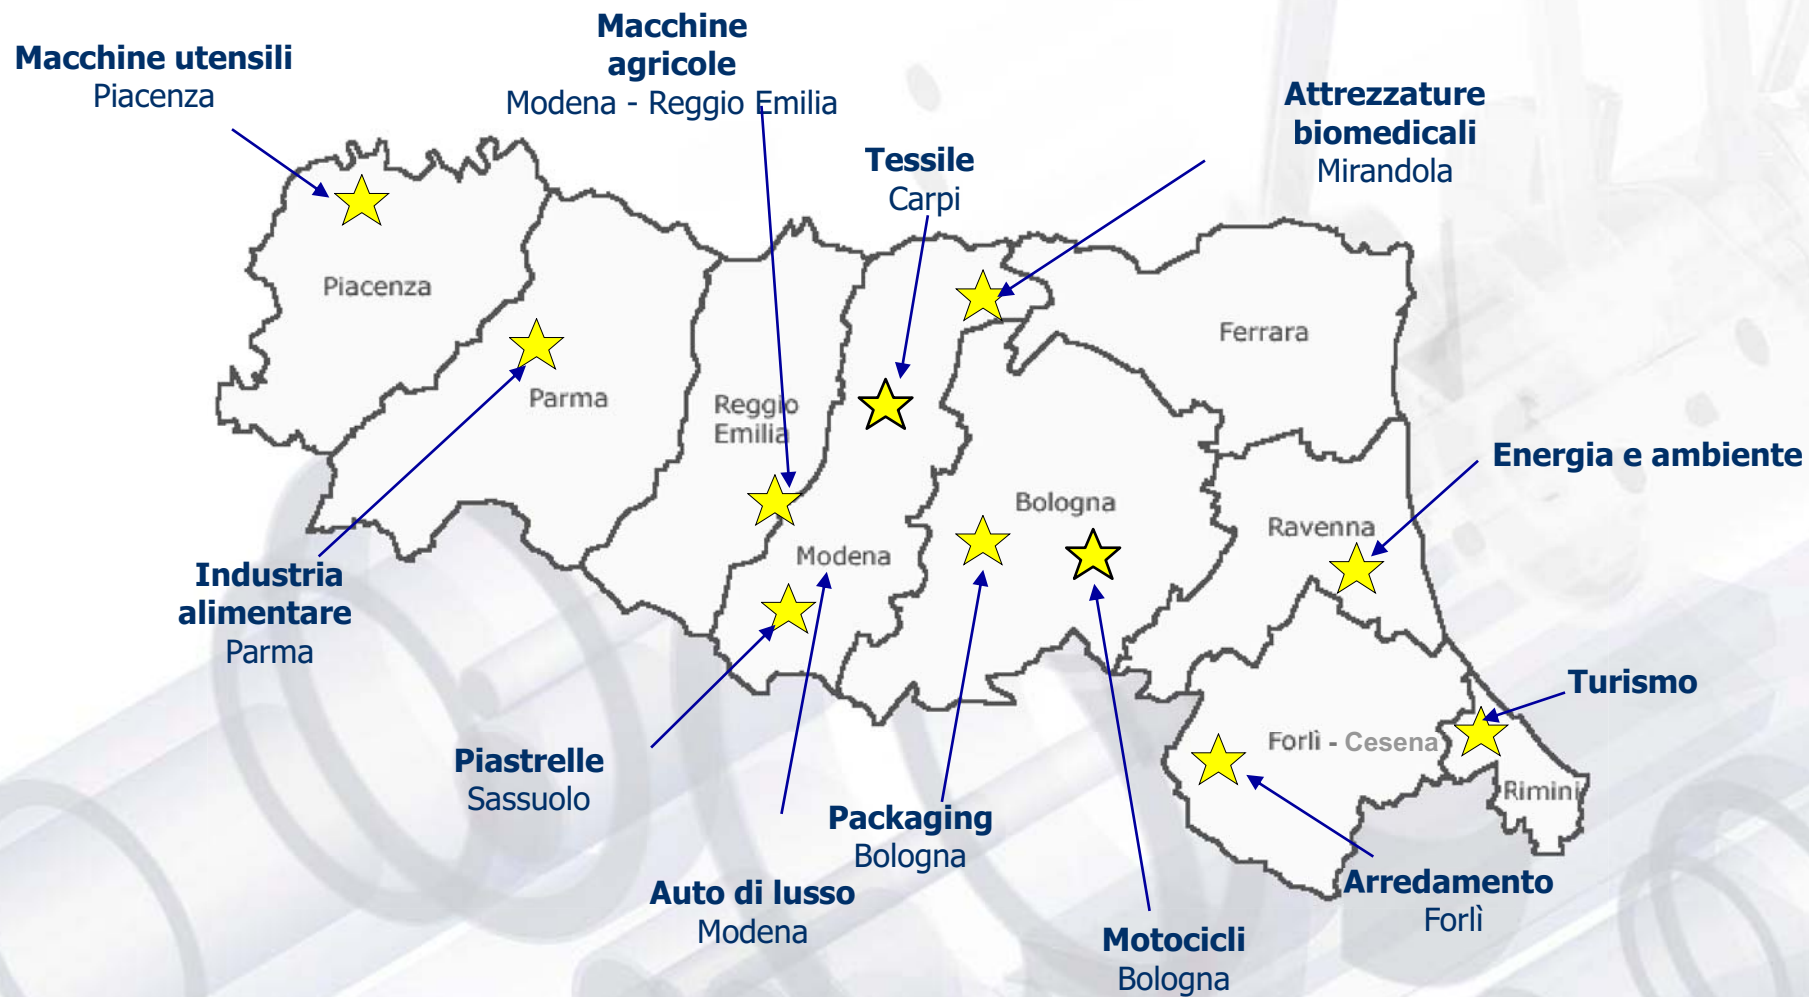 Macchine utensili
Piacenza
Macchine
agricole
Modena - Reggio Emilia
Tessile
Carpi
Attrezzature
biomedicali
Mirandola
Piacenza
Parma
Reggio
Emilia
Modena
Bologna
Ferrara
Ravenna
Forlì - Cesena
Rimini
Energia e ambiente
Industria
alimentare
Parma
Turismo
Piastrelle
Sassuolo
Packaging
Bologna
Auto di lusso
Modena
Arredamento
Forlì
Motocicli
Bologna